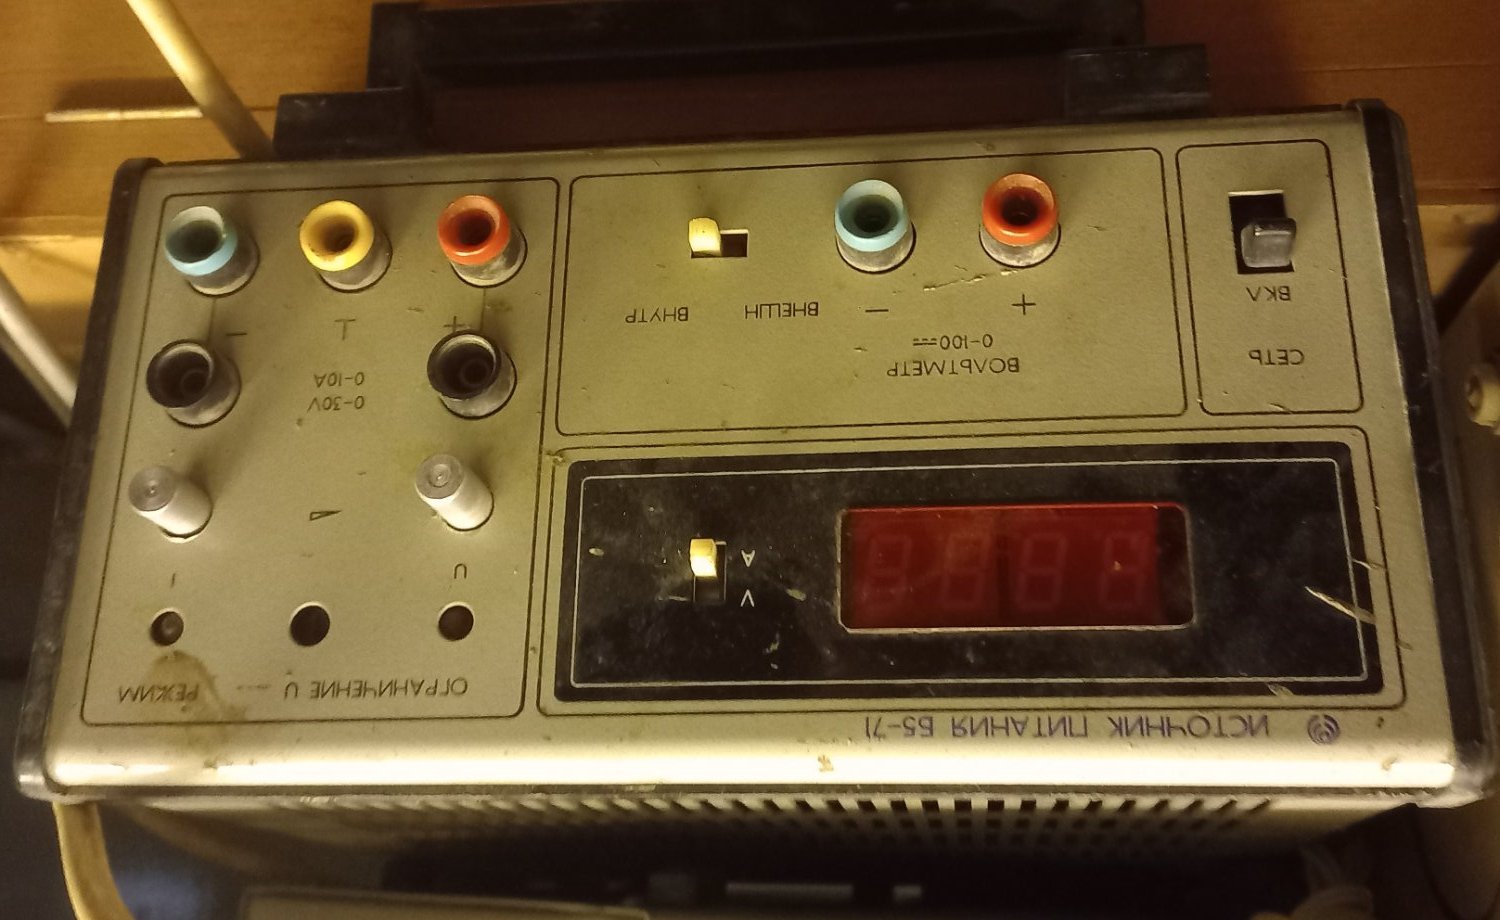 ИСТОЧНИК ПИТАНИЯ Б5-71
V
A
СЕТЬ
ВКЛ
ВОЛЬТМЕТР
0-100⎓
+ − ВНЕШН ВНУТР
ОГРАНИЧЕНИЕ U РЕЖИМ
U I
0-30V
0-10A
+ ⊥ −